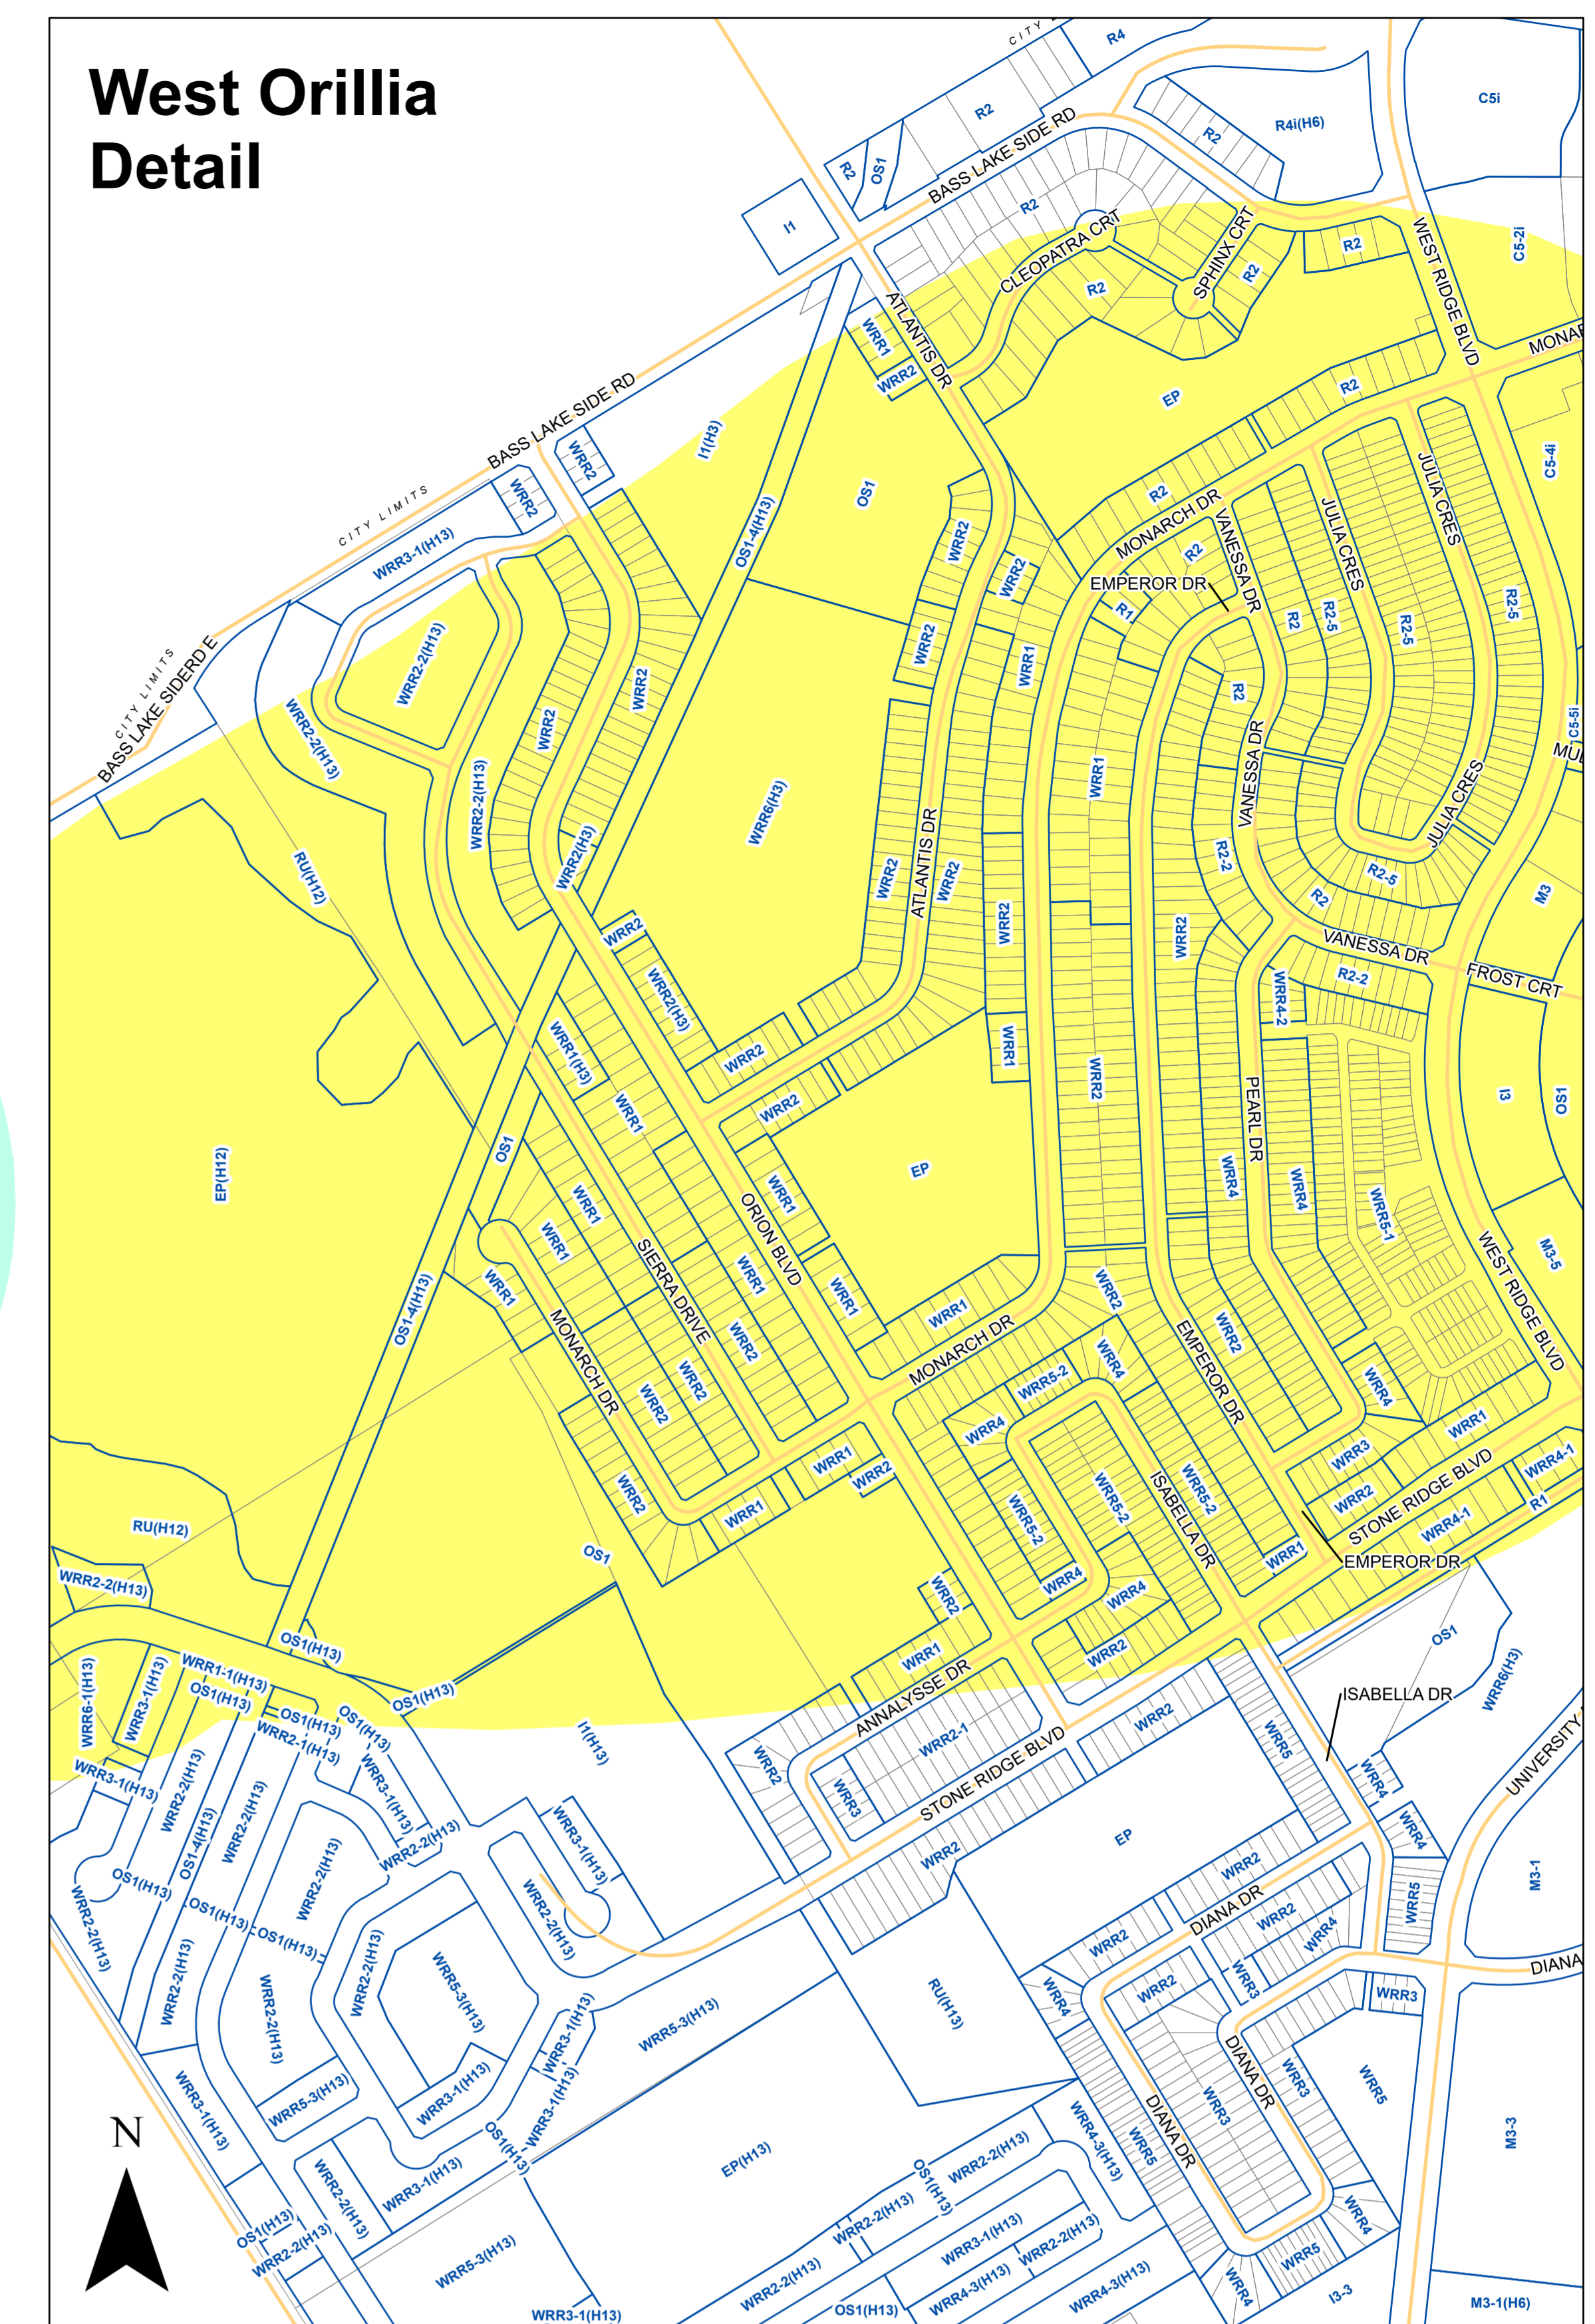 West Orillia
Detail
CITY
R4
R2
R2
OS1
BASS LAKE SIDE RD
R2
R4i(H6)
C5i
I1
R2
CLEOPATRA CRT
SPHINX CRT
R2
R2
R2
WEST RIDGE BLVD
C5-2i
ATLANTIS DR
WRR1
WRR2
EP
R2
MONAR
BASS LAKE SIDE RD
CITY LIMITS
WRR2
WRR2
I1(H3)
OS1
OS1-4(H13)
WRR3-1(H13)
R2
MONARCH DR
VANESSA DR
JULIA CRES
JULIA CRES
C5-4i
WRR2
WRR2
R2
EMPEROR DR
R1
R2
R2-5
R2-5
R2-5
CITY LIMITS
BASS LAKE SIDERD E
WRR2-2(H13)
WRR2-2(H13)
WRR2
WRR2
WRR2
WRR1
R2
C5-5i
WRR2-2(H13)
WRR6(H3)
WRR1
VANESSA DR
JULIA CRES
RU(H12)
WRR2(H3)
ATLANTIS DR
WRR2
WRR2
R2-2
R2-5
R2
M3
WRR2
WRR2
WRR2
VANESSA DR
FROST CRT
R2-2
WRR2(H3)
WRR4-2
WRR1(H3)
WRR2
WRR1
WRR2
WRR1
WRR2
PEARL DR
I3
OS1
OS1
EP(H12)
EP
WRR1
WRR1
WRR1
ORION BLVD
SIERRA DRIVE
WRR4
WRR4
WRR5-1
M3-5
WEST RIDGE BLVD
WRR1
WRR1
WRR1
WRR1
WRR2
OS1-4(H13)
MONARCH DR
MONARCH DR
WRR2
WRR2
WRR2
WRR4
WRR5-2
WRR4
EMPEROR DR
WRR2
WRR4
WRR1
WRR2
WRR1
WRR1
WRR2
WRR5-2
WRR5-2
WRR5-2
ISABELLA DR
WRR3
WRR2
STONE RIDGE BLVD
WRR4-1
WRR4-1
R1
RU(H12)
OS1
WRR1
EMPEROR DR
WRR2-2(H13)
WRR2
WRR4
WRR4
WRR2
OS1(H13)
WRR1
ANNALYSSE DR
OS1
WRR6(H3)
ISABELLA DR
WRR6-1(H13)
WRR3-1(H13)
WRR1-1(H13)
OS1(H13)
OS1(H13)
OS1(H13)
OS1(H13)
WRR2-1(H13)
I1(H13)
WRR2
WRR2-1
WRR3
STONE RIDGE BLVD
WRR2
WRR5
UNIVERSITY
WRR3-1(H13)
WRR2-2(H13)
OS1-4(H13)
WRR2-2(H13)
WRR3-1(H13)
WRR2-2(H13)
WRR2-2(H13)
WRR3-1(H13)
WRR2
EP
WRR4
WRR4
OS1(H13)
WRR2-2(H13)
OS1(H13)
OS1(H13)
WRR2-2(H13)
WRR2
DIANA DR
WRR2
WRR2
WRR4
WRR5
M3-1
WRR2-2(H13)
WRR2-2(H13)
WRR2-2(H13)
WRR5-3(H13)
WRR3-1(H13)
WRR5-3(H13)
RU(H13)
WRR4
WRR2
WRR3
WRR3
DIANA
WRR3-1(H13)
WRR5-3(H13)
WRR3-1(H13)
WRR3-1(H13)
DIANA DR
DIANA DR
WRR3
WRR3
WRR5
M3-3
N
WRR2-2(H13)
WRR3-1(H13)
OS1(H13)
EP(H13)
OS1(H13)
WRR2-2(H13)
WRR4-3(H13)
WRR5
OS1(H13)
WRR2-2(H13)
WRR5-3(H13)
WRR2-2(H13)
WRR2-2(H13)
WRR3-1(H13)
WRR2-2(H13)
WRR4-3(H13)
WRR4-3(H13)
WRR4
WRR5
WRR4
I3-3
WRR3-1(H13)
OS1(H13)
M3-1(H6)